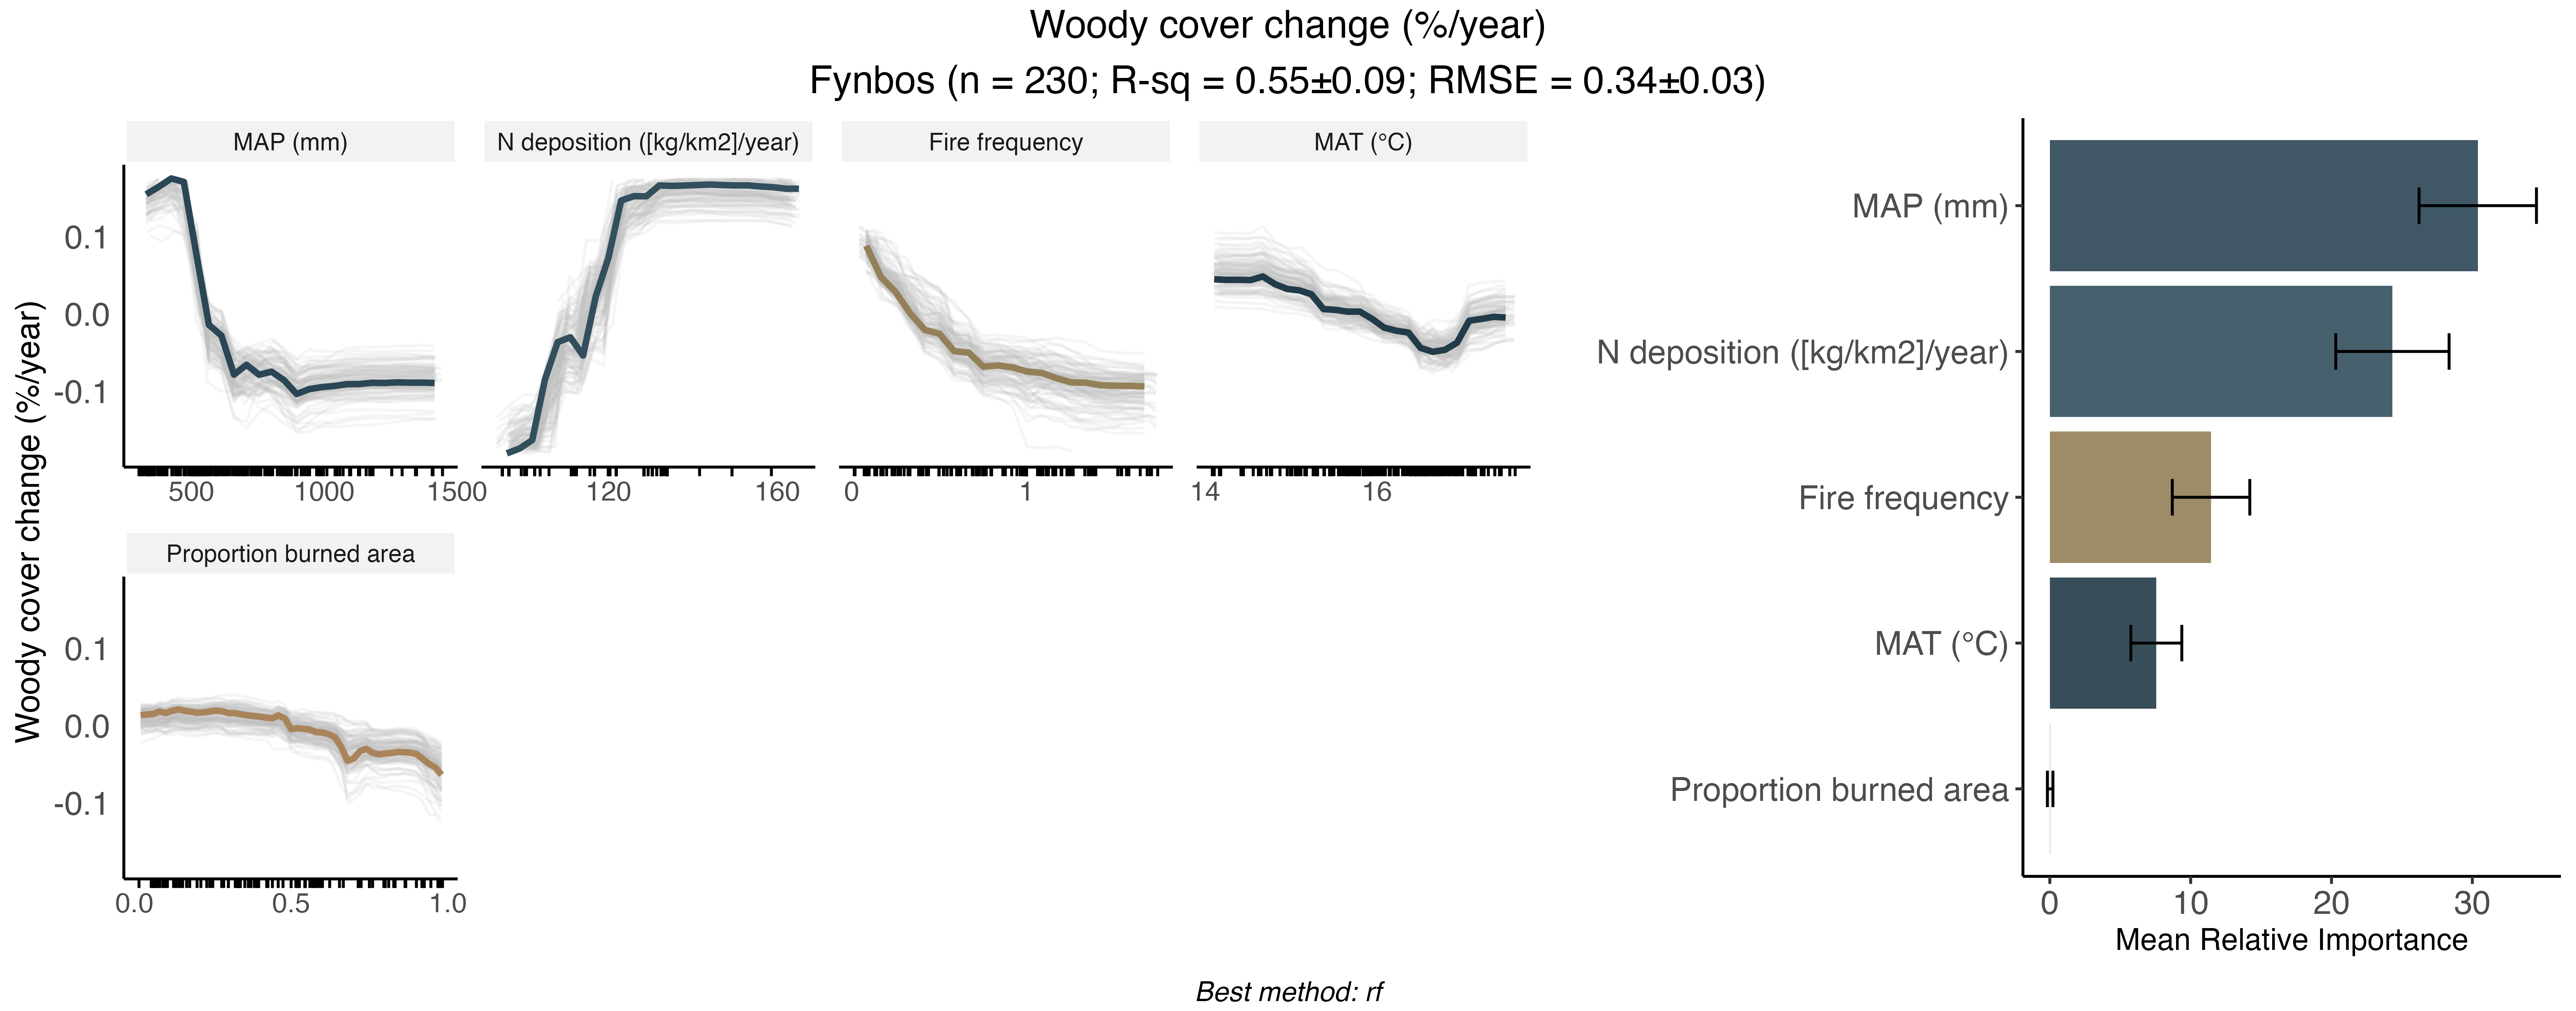 Woody cover change (%/year)
Fynbos (n = 230; R-sq = 0.55±0.09; RMSE = 0.34±0.03)
MAP (mm)
N deposition ([kg/km2]/year)
Fire frequency
MAT (°C)
Woody cover change (%/year)
0.1
0.0
-0.1
500 1000 1500
120 160
0 1
14 16
Proportion burned area
0.1
0.0
-0.1
0.0 0.5 1.0
MAP (mm)
N deposition ([kg/km2]/year)
Fire frequency
MAT (°C)
Proportion burned area
0 10 20 30
Mean Relative Importance
Best method: rf